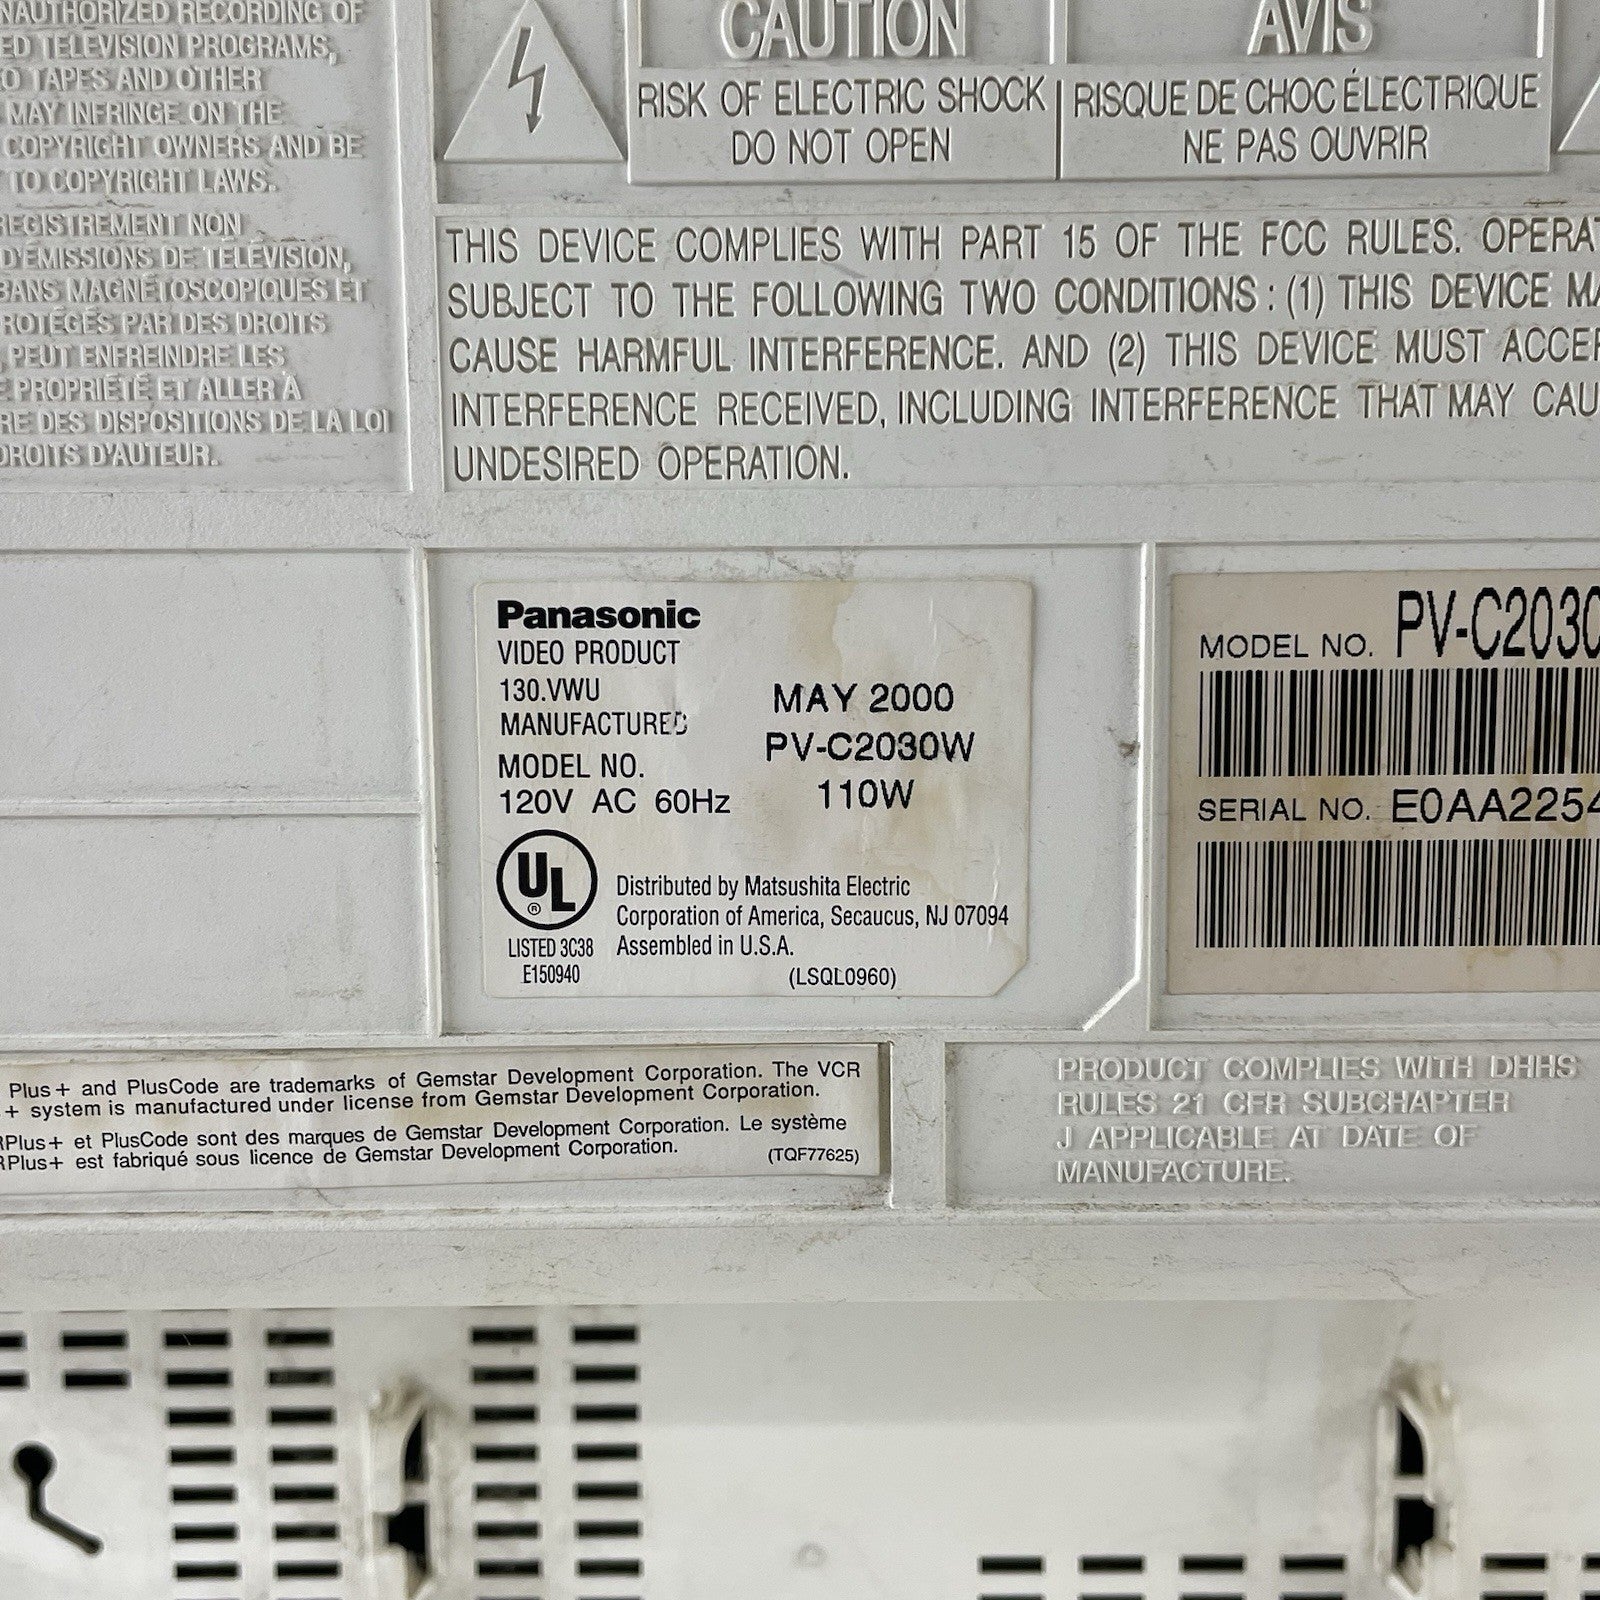 NAUTHORIZED RECORDING OF
ED TELEVISION PROGRAMS,
O TAPES AND OTHER
MAY INFRINGE ON THE
COPYRIGHT OWNERS AND BE
TO COPYRIGHT LAWS.
REGISTREMENT NON
D'ÉMISSIONS DE TÉLÉVISION,
BANS MAGNÉTOSCOPIQUES ET
ROTÉGÉS PAR DES DROITS
, PEUT ENFREINDRE LES
E PROPRIÉTÉ ET ALLER À
RE DES DISPOSITIONS DE LA LOI
DROITS D'AUTEUR.
CAUTION
RISK OF ELECTRIC SHOCK
DO NOT OPEN
AVIS
RISQUE DE CHOC ÉLECTRIQUE
NE PAS OUVRIR
THIS DEVICE COMPLIES WITH PART 15 OF THE FCC RULES. OPERAT
SUBJECT TO THE FOLLOWING TWO CONDITIONS : (1) THIS DEVICE MA
CAUSE HARMFUL INTERFERENCE. AND (2) THIS DEVICE MUST ACCEP
INTERFERENCE RECEIVED, INCLUDING INTERFERENCE THAT MAY CAU
UNDESIRED OPERATION.
Panasonic
VIDEO PRODUCT
130.VWU
MANUFACTURED MAY 2000
MODEL NO. PV-C2030W
120V AC 60Hz 110W
UL
®
LISTED 3C38
E150940
Distributed by Matsushita Electric
Corporation of America, Secaucus, NJ 07094
Assembled in U.S.A.
(LSQL0960)
MODEL NO. PV-C2030
SERIAL NO. E0AA2254
Plus+ and PlusCode are trademarks of Gemstar Development Corporation. The VCR
+ system is manufactured under license from Gemstar Development Corporation.
RPlus+ et PlusCode sont des marques de Gemstar Development Corporation. Le système
RPlus+ est fabriqué sous licence de Gemstar Development Corporation.
(TQF77625)
PRODUCT COMPLIES WITH DHHS
RULES 21 CFR SUBCHAPTER
J APPLICABLE AT DATE OF
MANUFACTURE.